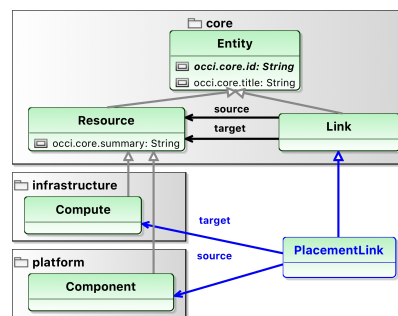 core
Entity
occi.core.id: String
occi.core.title: String
source
Resource
Link
target
occi.core.summary: String
infrastructure
Compute
target
PlacementLink
source
platform
Component